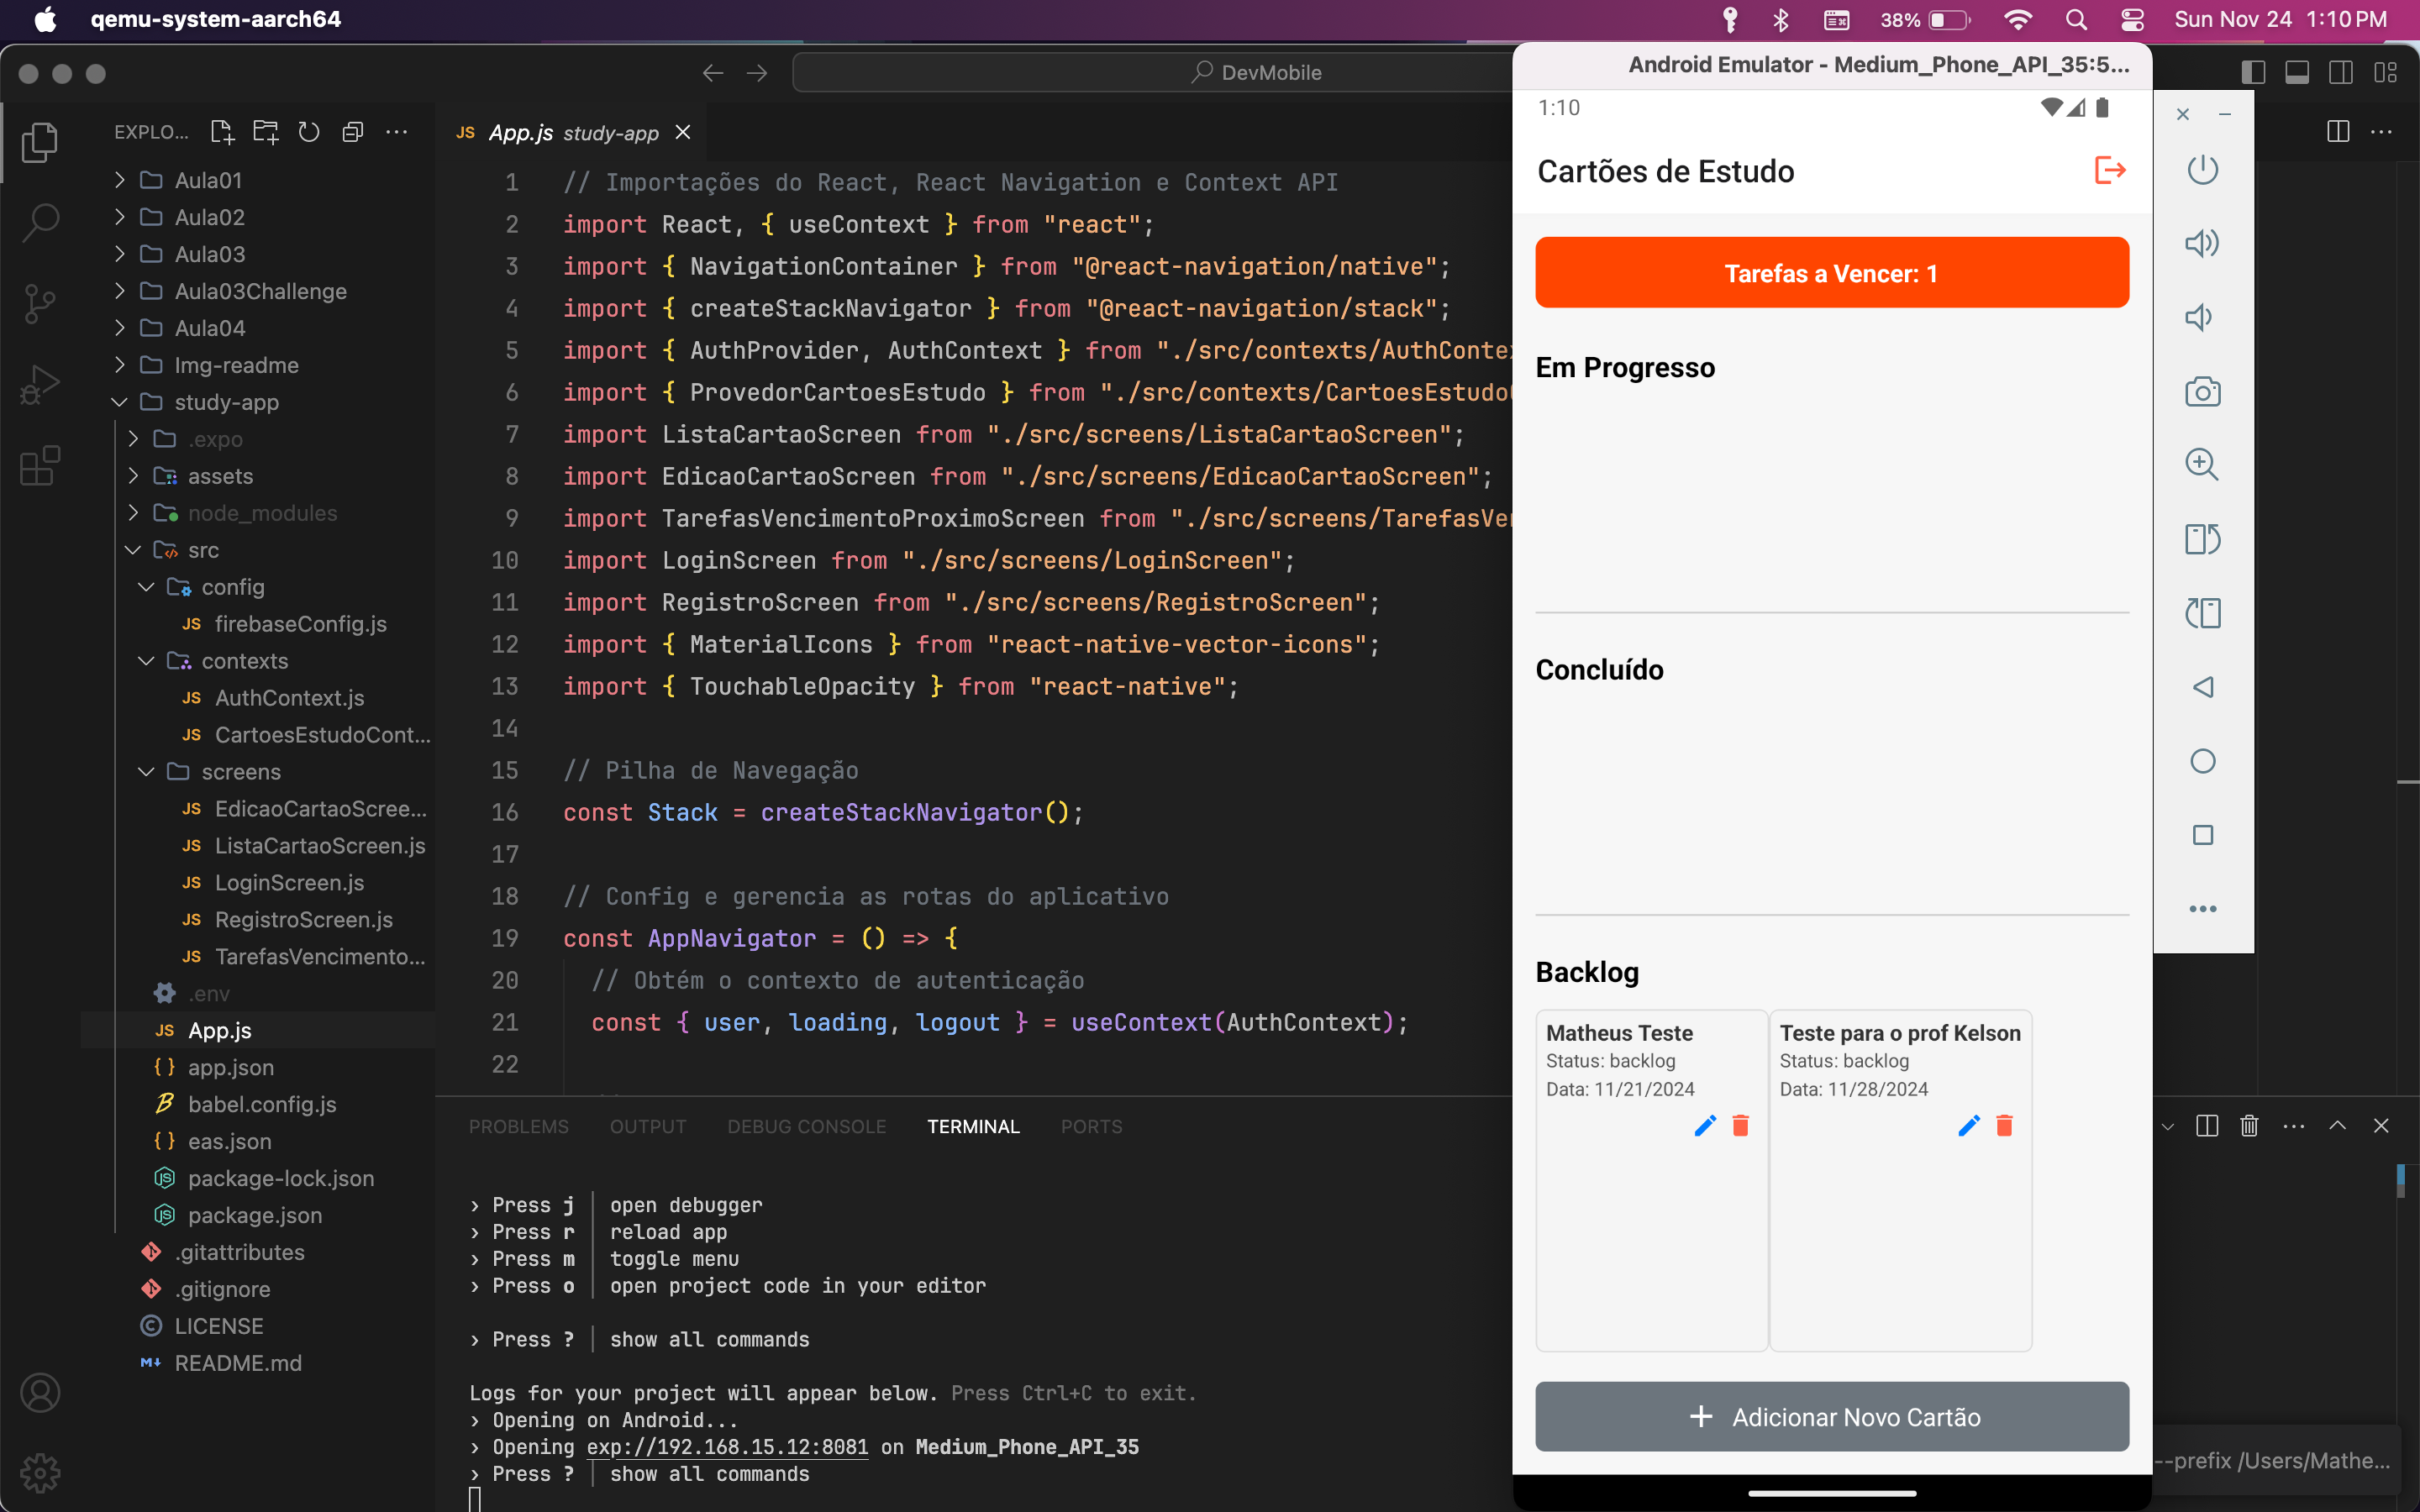 qemu-system-aarch64
38%
Sun Nov 24 1:10 PM
DevMobile
EXPLO...
Aula01
Aula02
Aula03
Aula03Challenge
Aula04
Img-readme
study-app
.expo
assets
node_modules
src
config
JS firebaseConfig.js
contexts
JS AuthContext.js
JS CartoesEstudoCont...
screens
JS EdicaoCartaoScree...
JS ListaCartaoScreen.js
JS LoginScreen.js
JS RegistroScreen.js
JS TarefasVencimento...
.env
JS App.js
{} app.json
babel.config.js
{} eas.json
package-lock.json
package.json
.gitattributes
.gitignore
LICENSE
README.md
JS App.js study-app
1 // Importações do React, React Navigation e Context API
2 import React, { useContext } from "react";
3 import { NavigationContainer } from "@react-navigation/native";
4 import { createStackNavigator } from "@react-navigation/stack";
5 import { AuthProvider, AuthContext } from "./src/contexts/AuthContex
6 import { ProvedorCartoesEstudo } from "./src/contexts/CartoesEstudo
7 import ListaCartaoScreen from "./src/screens/ListaCartaoScreen";
8 import EdicaoCartaoScreen from "./src/screens/EdicaoCartaoScreen";
9 import TarefasVencimentoProximoScreen from "./src/screens/TarefasVen
10 import LoginScreen from "./src/screens/LoginScreen";
11 import RegistroScreen from "./src/screens/RegistroScreen";
12 import { MaterialIcons } from "react-native-vector-icons";
13 import { TouchableOpacity } from "react-native";
14
15 // Pilha de Navegação
16 const Stack = createStackNavigator();
17
18 // Config e gerencia as rotas do aplicativo
19 const AppNavigator = () => {
20 // Obtém o contexto de autenticação
21 const { user, loading, logout } = useContext(AuthContext);
22
PROBLEMS OUTPUT DEBUG CONSOLE TERMINAL PORTS
› Press j │ open debugger
› Press r │ reload app
› Press m │ toggle menu
› Press o │ open project code in your editor
› Press ? │ show all commands
Logs for your project will appear below. Press Ctrl+C to exit.
› Opening on Android...
› Opening exp://192.168.15.12:8081 on Medium_Phone_API_35
› Press ? │ show all commands
--prefix /Users/Mathe...
Android Emulator - Medium_Phone_API_35:5...
1:10
Cartões de Estudo
Tarefas a Vencer: 1
Em Progresso
Concluído
Backlog
Matheus Teste
Status: backlog
Data: 11/21/2024
Teste para o prof Kelson
Status: backlog
Data: 11/28/2024
+ Adicionar Novo Cartão